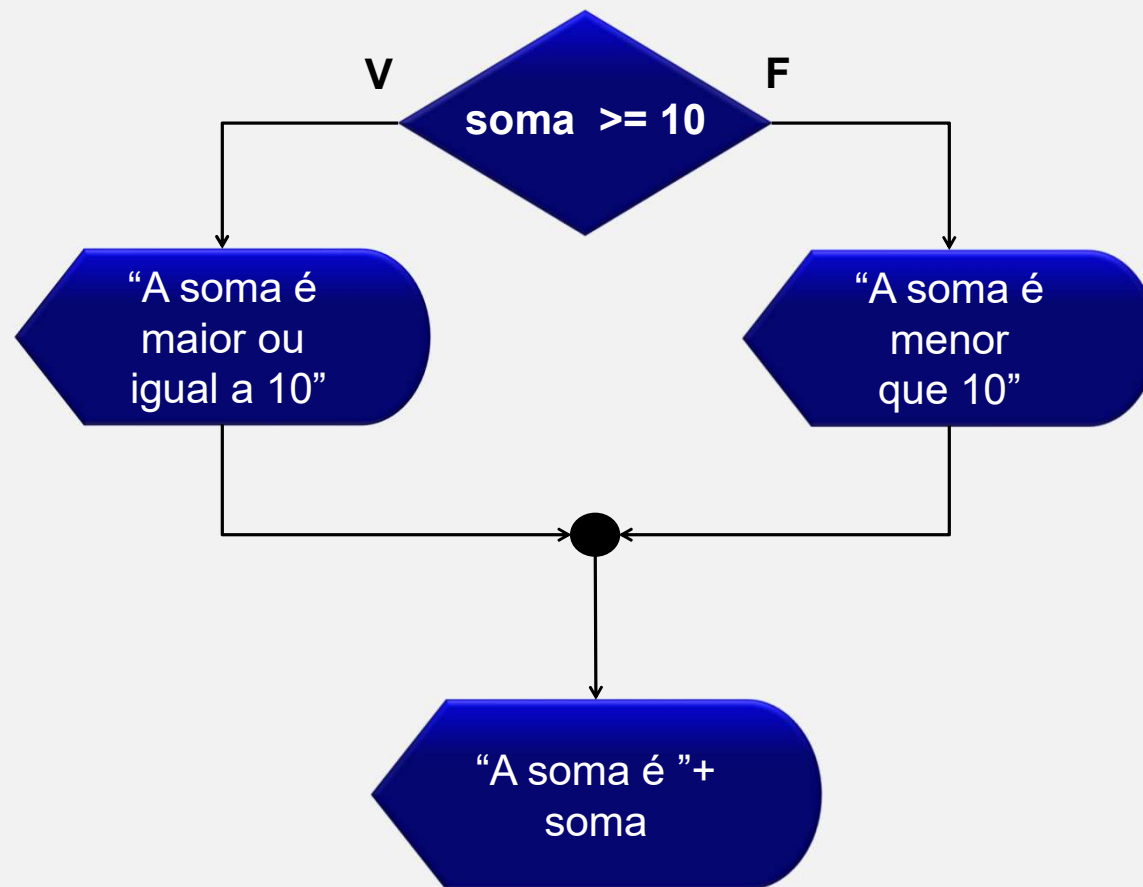 V
F
soma >= 10
“A soma é
maior ou
igual a 10”
“A soma é
menor
que 10”
“A soma é ”+
soma